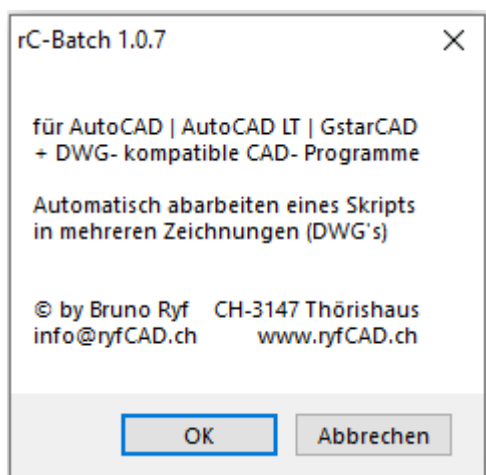 rC-Batch 1.0.7
für AutoCAD | AutoCAD LT | GstarCAD
+ DWG- kompatible CAD- Programme
Automatisch abarbeiten eines Skripts
in mehreren Zeichnungen (DWG's)
© by Bruno Ryf CH-3147 Thörishaus
info@ryfCAD.ch www.ryfCAD.ch
OK Abbrechen